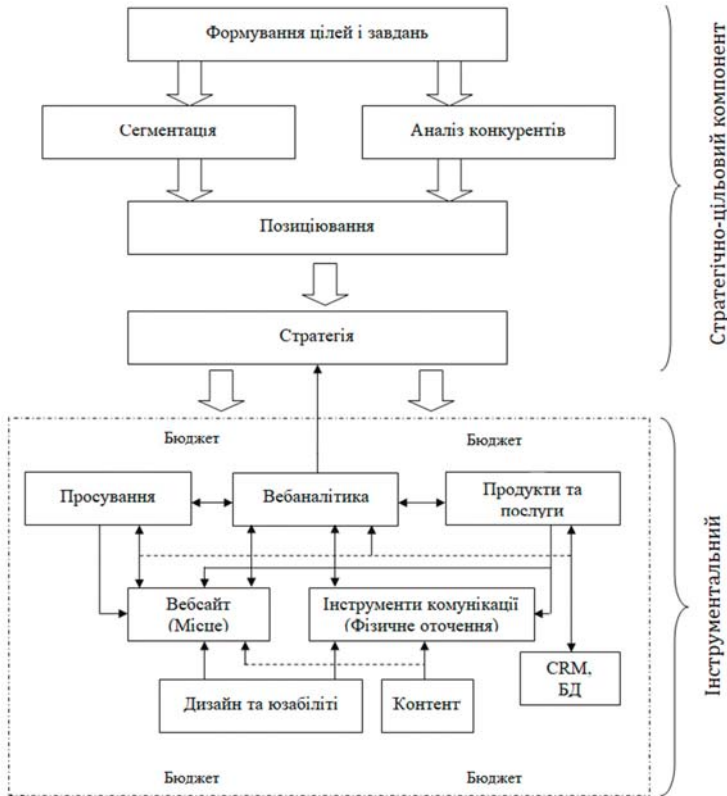 Формування цілей і завдань
Сегментація
Аналіз конкурентів
Позиціювання
Стратегія
Стратегічно-цільовий компонент
Бюджет
Бюджет
Просування
Вебаналітика
Продукти та
послуги
Вебсайт
(Місце)
Інструменти комунікації
(Фізичне оточення)
CRM,
БД
Дизайн та юзабіліті
Контент
Бюджет
Бюджет
Інструментальний